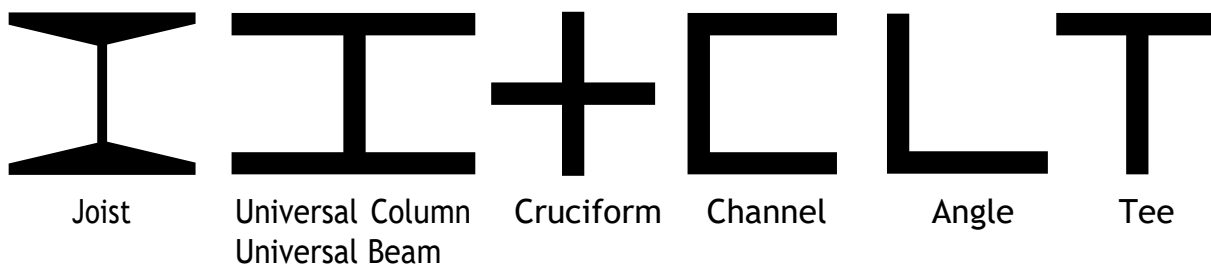 Joist
Universal Column
Universal Beam
Cruciform
Channel
Angle
Tee